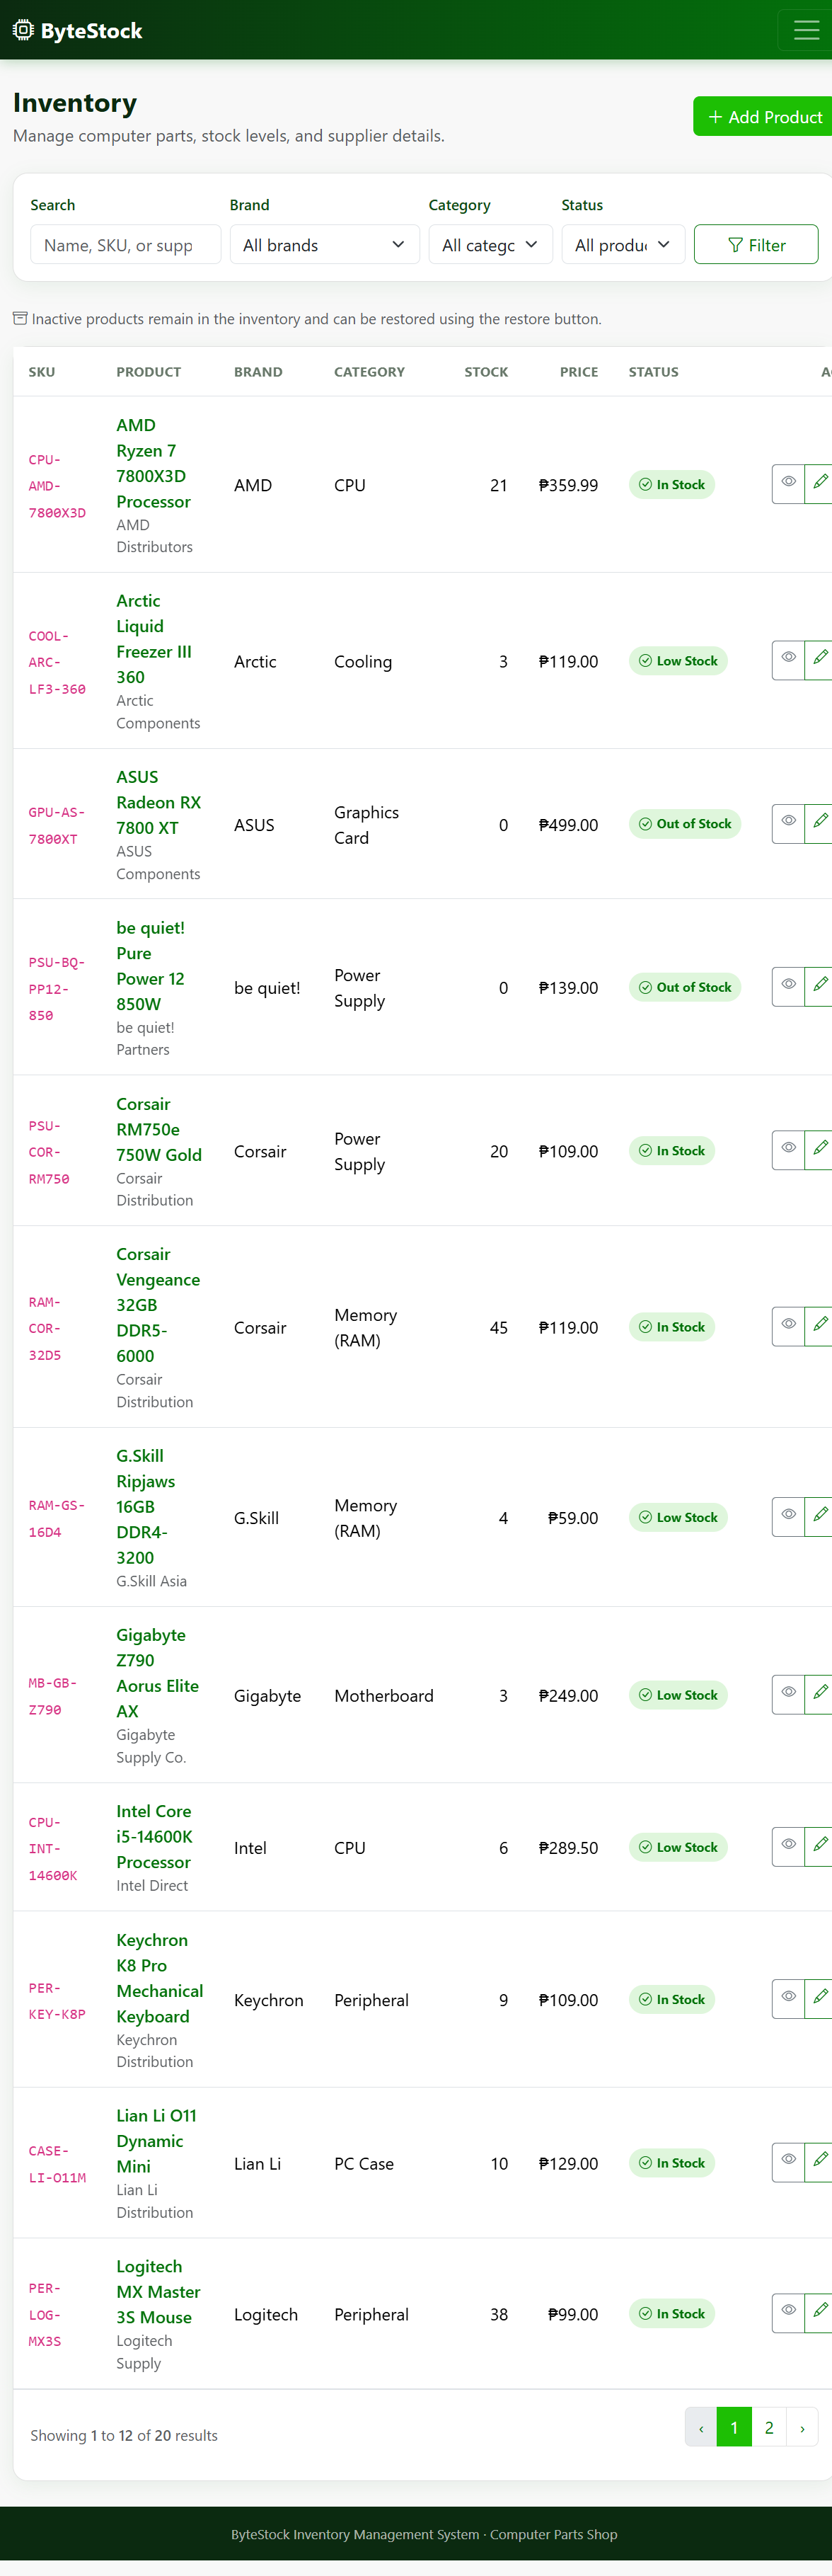 ByteStock
Inventory
Manage computer parts, stock levels, and supplier details.
+ Add Product
Search Brand Category Status
Name, SKU, or supp All brands All catego All produ Filter
Inactive products remain in the inventory and can be restored using the restore button.
SKU PRODUCT BRAND CATEGORY STOCK PRICE STATUS
CPU-AMD-7800X3D AMD Ryzen 7 7800X3D Processor AMD Distributors AMD CPU 21 ₱359.99 In Stock
COOL-ARC-LF3-360 Arctic Liquid Freezer III 360 Arctic Components Arctic Cooling 3 ₱119.00 Low Stock
GPU-AS-7800XT ASUS Radeon RX 7800 XT ASUS Components ASUS Graphics Card 0 ₱499.00 Out of Stock
PSU-BQ-PP12-850 be quiet! Pure Power 12 850W be quiet! Partners be quiet! Power Supply 0 ₱139.00 Out of Stock
PSU-COR-RM750 Corsair RM750e 750W Gold Corsair Distribution Corsair Power Supply 20 ₱109.00 In Stock
RAM-COR-32D5 Corsair Vengeance 32GB DDR5-6000 Corsair Distribution Corsair Memory (RAM) 45 ₱119.00 In Stock
RAM-GS-16D4 G.Skill Ripjaws 16GB DDR4-3200 G.Skill Asia G.Skill Memory (RAM) 4 ₱59.00 Low Stock
MB-GB-Z790 Gigabyte Z790 Aorus Elite AX Gigabyte Supply Co. Gigabyte Motherboard 3 ₱249.00 Low Stock
CPU-INT-14600K Intel Core i5-14600K Processor Intel Direct Intel CPU 6 ₱289.50 Low Stock
PER-KEY-K8P Keychron K8 Pro Mechanical Keyboard Keychron Distribution Keychron Peripheral 9 ₱109.00 In Stock
CASE-LI-O11M Lian Li O11 Dynamic Mini Lian Li Distribution Lian Li PC Case 10 ₱129.00 In Stock
PER-LOG-MX3S Logitech MX Master 3S Mouse Logitech Supply Logitech Peripheral 38 ₱99.00 In Stock
Showing 1 to 12 of 20 results ‹ 1 2 ›
ByteStock Inventory Management System · Computer Parts Shop